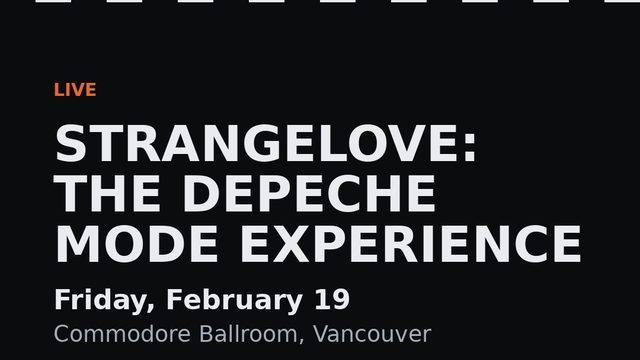 LIVE
STRANGELOVE:
THE DEPECHE
MODE EXPERIENCE
Friday, February 19
Commodore Ballroom, Vancouver